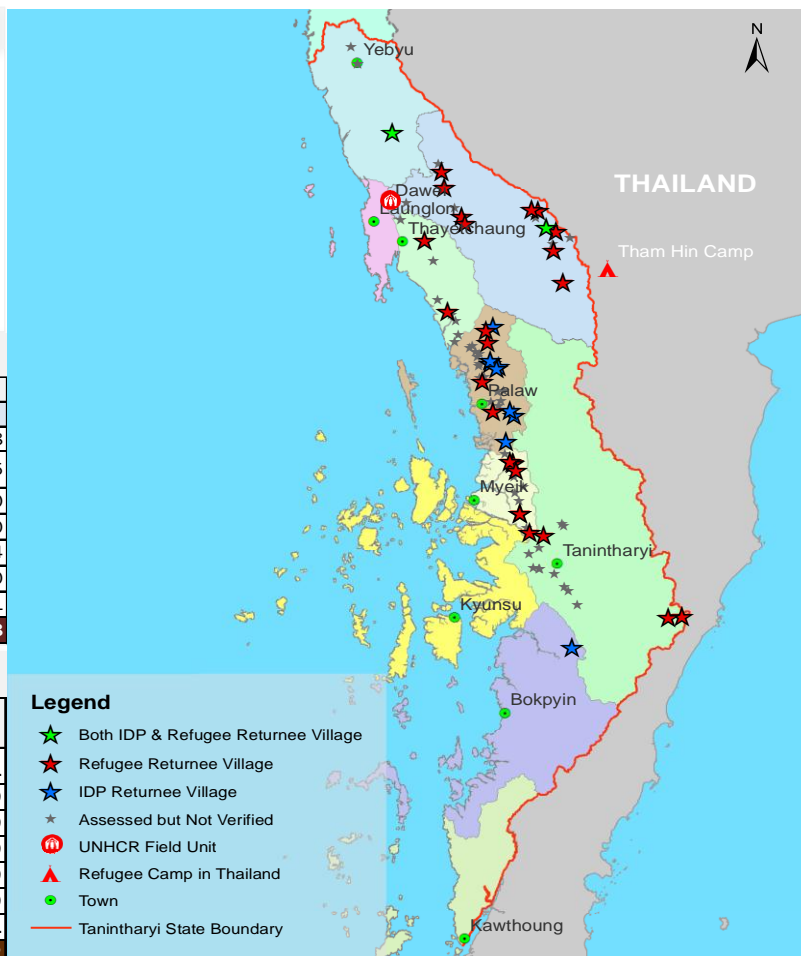 Yebyu
N
THAILAND
Dawei
Launglon
Thayetchaung
Tham Hin Camp
Palaw
Myeik
Tanintharyi
Kyunsu
Bokpyin
Kawthoung
Legend
Both IDP & Refugee Returnee Village
Refugee Returnee Village
IDP Returnee Village
Assessed but Not Verified
UNHCR Field Unit
Refugee Camp in Thailand
Town
Tanintharyi State Boundary